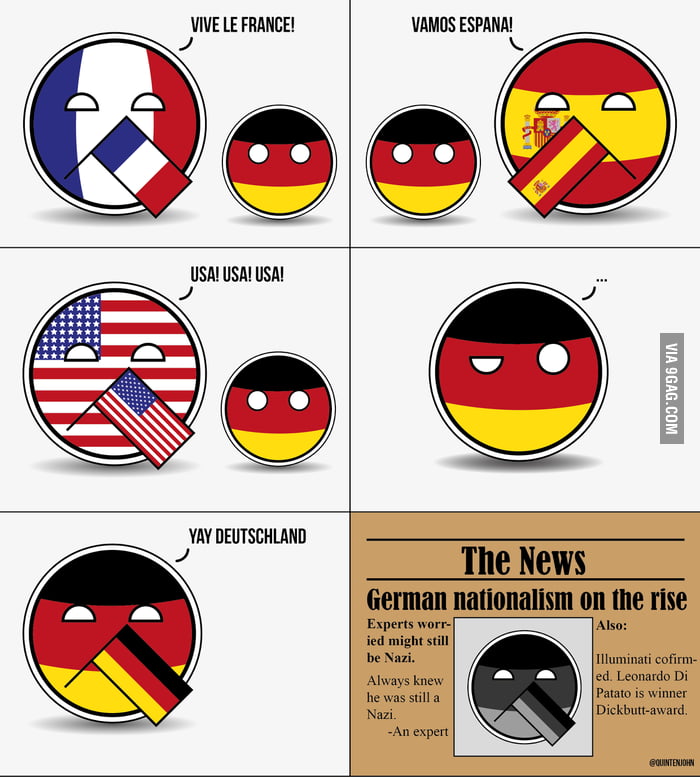 VIVE LE FRANCE!
VAMOS ESPANA!
USA! USA! USA!
...
VIA 9GAG.COM
YAY DEUTSCHLAND
The News
German nationalism on the rise
Experts worr-
ied might still
be Nazi.
Always knew
he was still a
Nazi.
-An expert
Also:
Illuminati cofirm-
ed. Leonardo Di
Patato is winner
Dickbutt-award.
@QUINTENJOHN